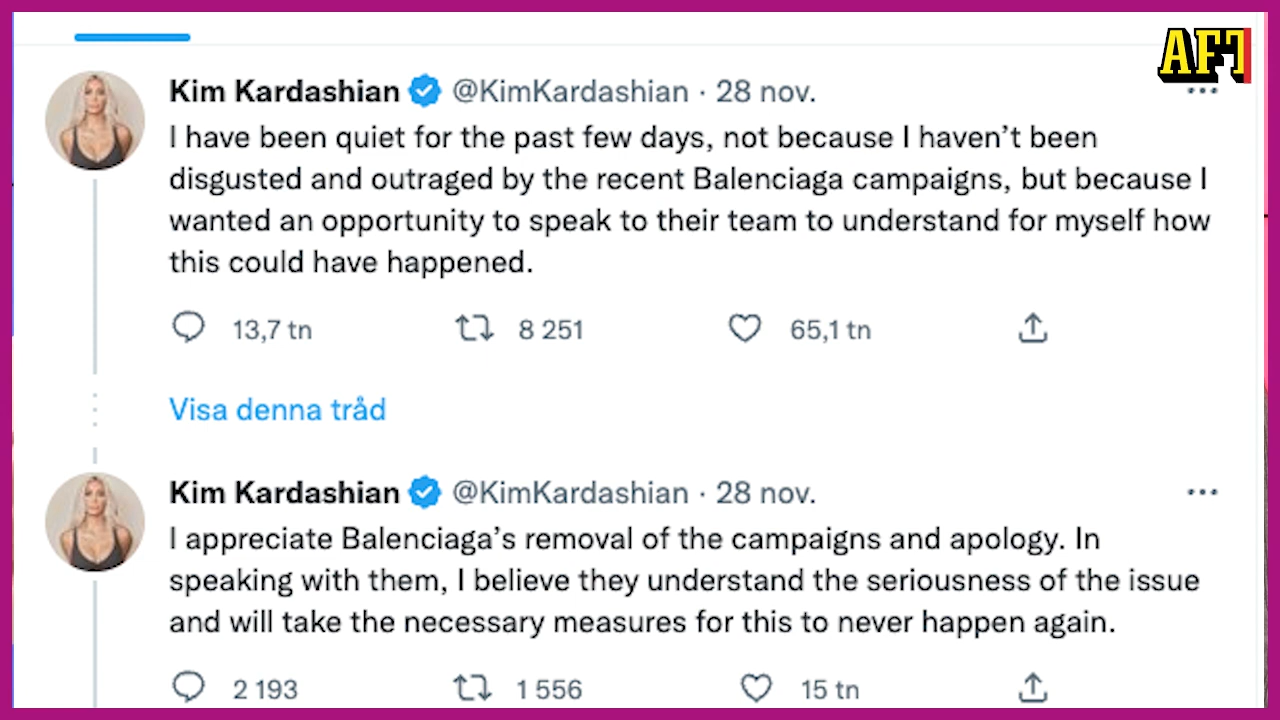 AFT
Kim Kardashian @KimKardashian · 28 nov.
I have been quiet for the past few days, not because I haven’t been
disgusted and outraged by the recent Balenciaga campaigns, but because I
wanted an opportunity to speak to their team to understand for myself how
this could have happened.
13,7 tn 8 251 65,1 tn
Visa denna tråd
Kim Kardashian @KimKardashian · 28 nov.
I appreciate Balenciaga’s removal of the campaigns and apology. In
speaking with them, I believe they understand the seriousness of the issue
and will take the necessary measures for this to never happen again.
2 193 1 556 15 tn